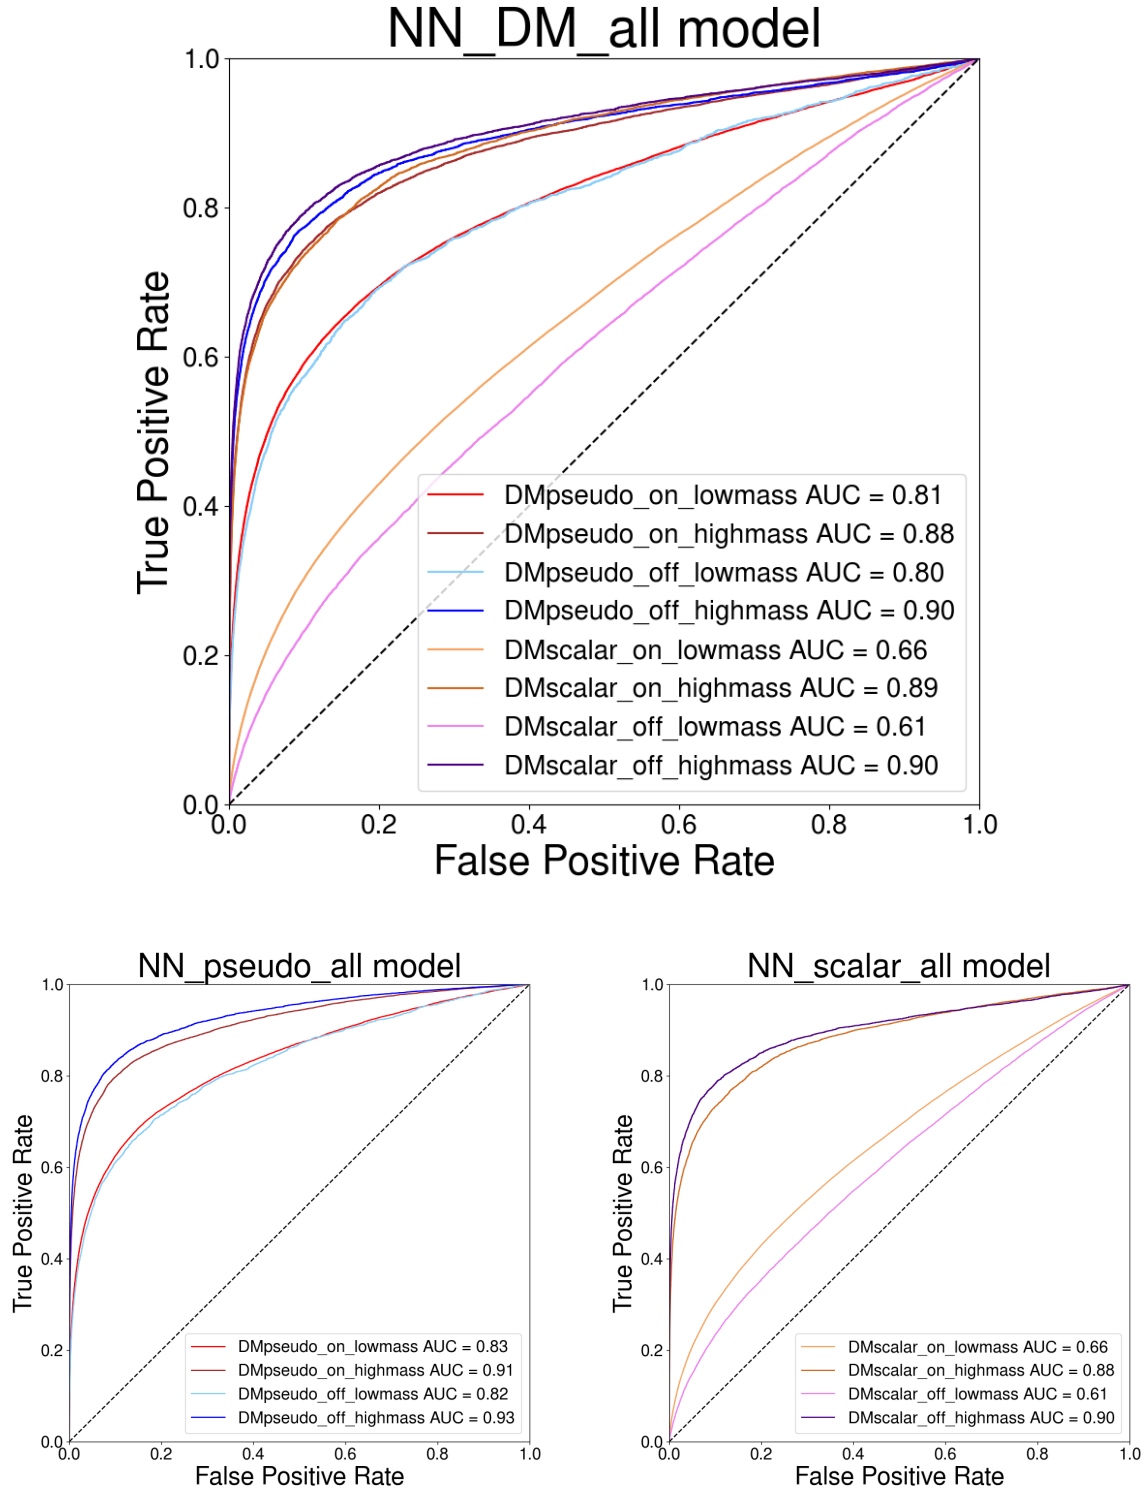 NN_DM_all model
1.0
0.8
0.6
0.4
0.2
0.0
True Positive Rate
DMpseudo_on_lowmass AUC = 0.81
DMpseudo_on_highmass AUC = 0.88
DMpseudo_off_lowmass AUC = 0.80
DMpseudo_off_highmass AUC = 0.90
DMscalar_on_lowmass AUC = 0.66
DMscalar_on_highmass AUC = 0.89
DMscalar_off_lowmass AUC = 0.61
DMscalar_off_highmass AUC = 0.90
0.0 0.2 0.4 0.6 0.8 1.0
False Positive Rate
NN_pseudo_all model
1.0
0.8
0.6
0.4
0.2
0.0
True Positive Rate
DMpseudo_on_lowmass AUC = 0.83
DMpseudo_on_highmass AUC = 0.91
DMpseudo_off_lowmass AUC = 0.82
DMpseudo_off_highmass AUC = 0.93
0.0 0.2 0.4 0.6 0.8 1.0
False Positive Rate
NN_scalar_all model
1.0
0.8
0.6
0.4
0.2
0.0
True Positive Rate
DMscalar_on_lowmass AUC = 0.66
DMscalar_on_highmass AUC = 0.88
DMscalar_off_lowmass AUC = 0.61
DMscalar_off_highmass AUC = 0.90
0.0 0.2 0.4 0.6 0.8 1.0
False Positive Rate